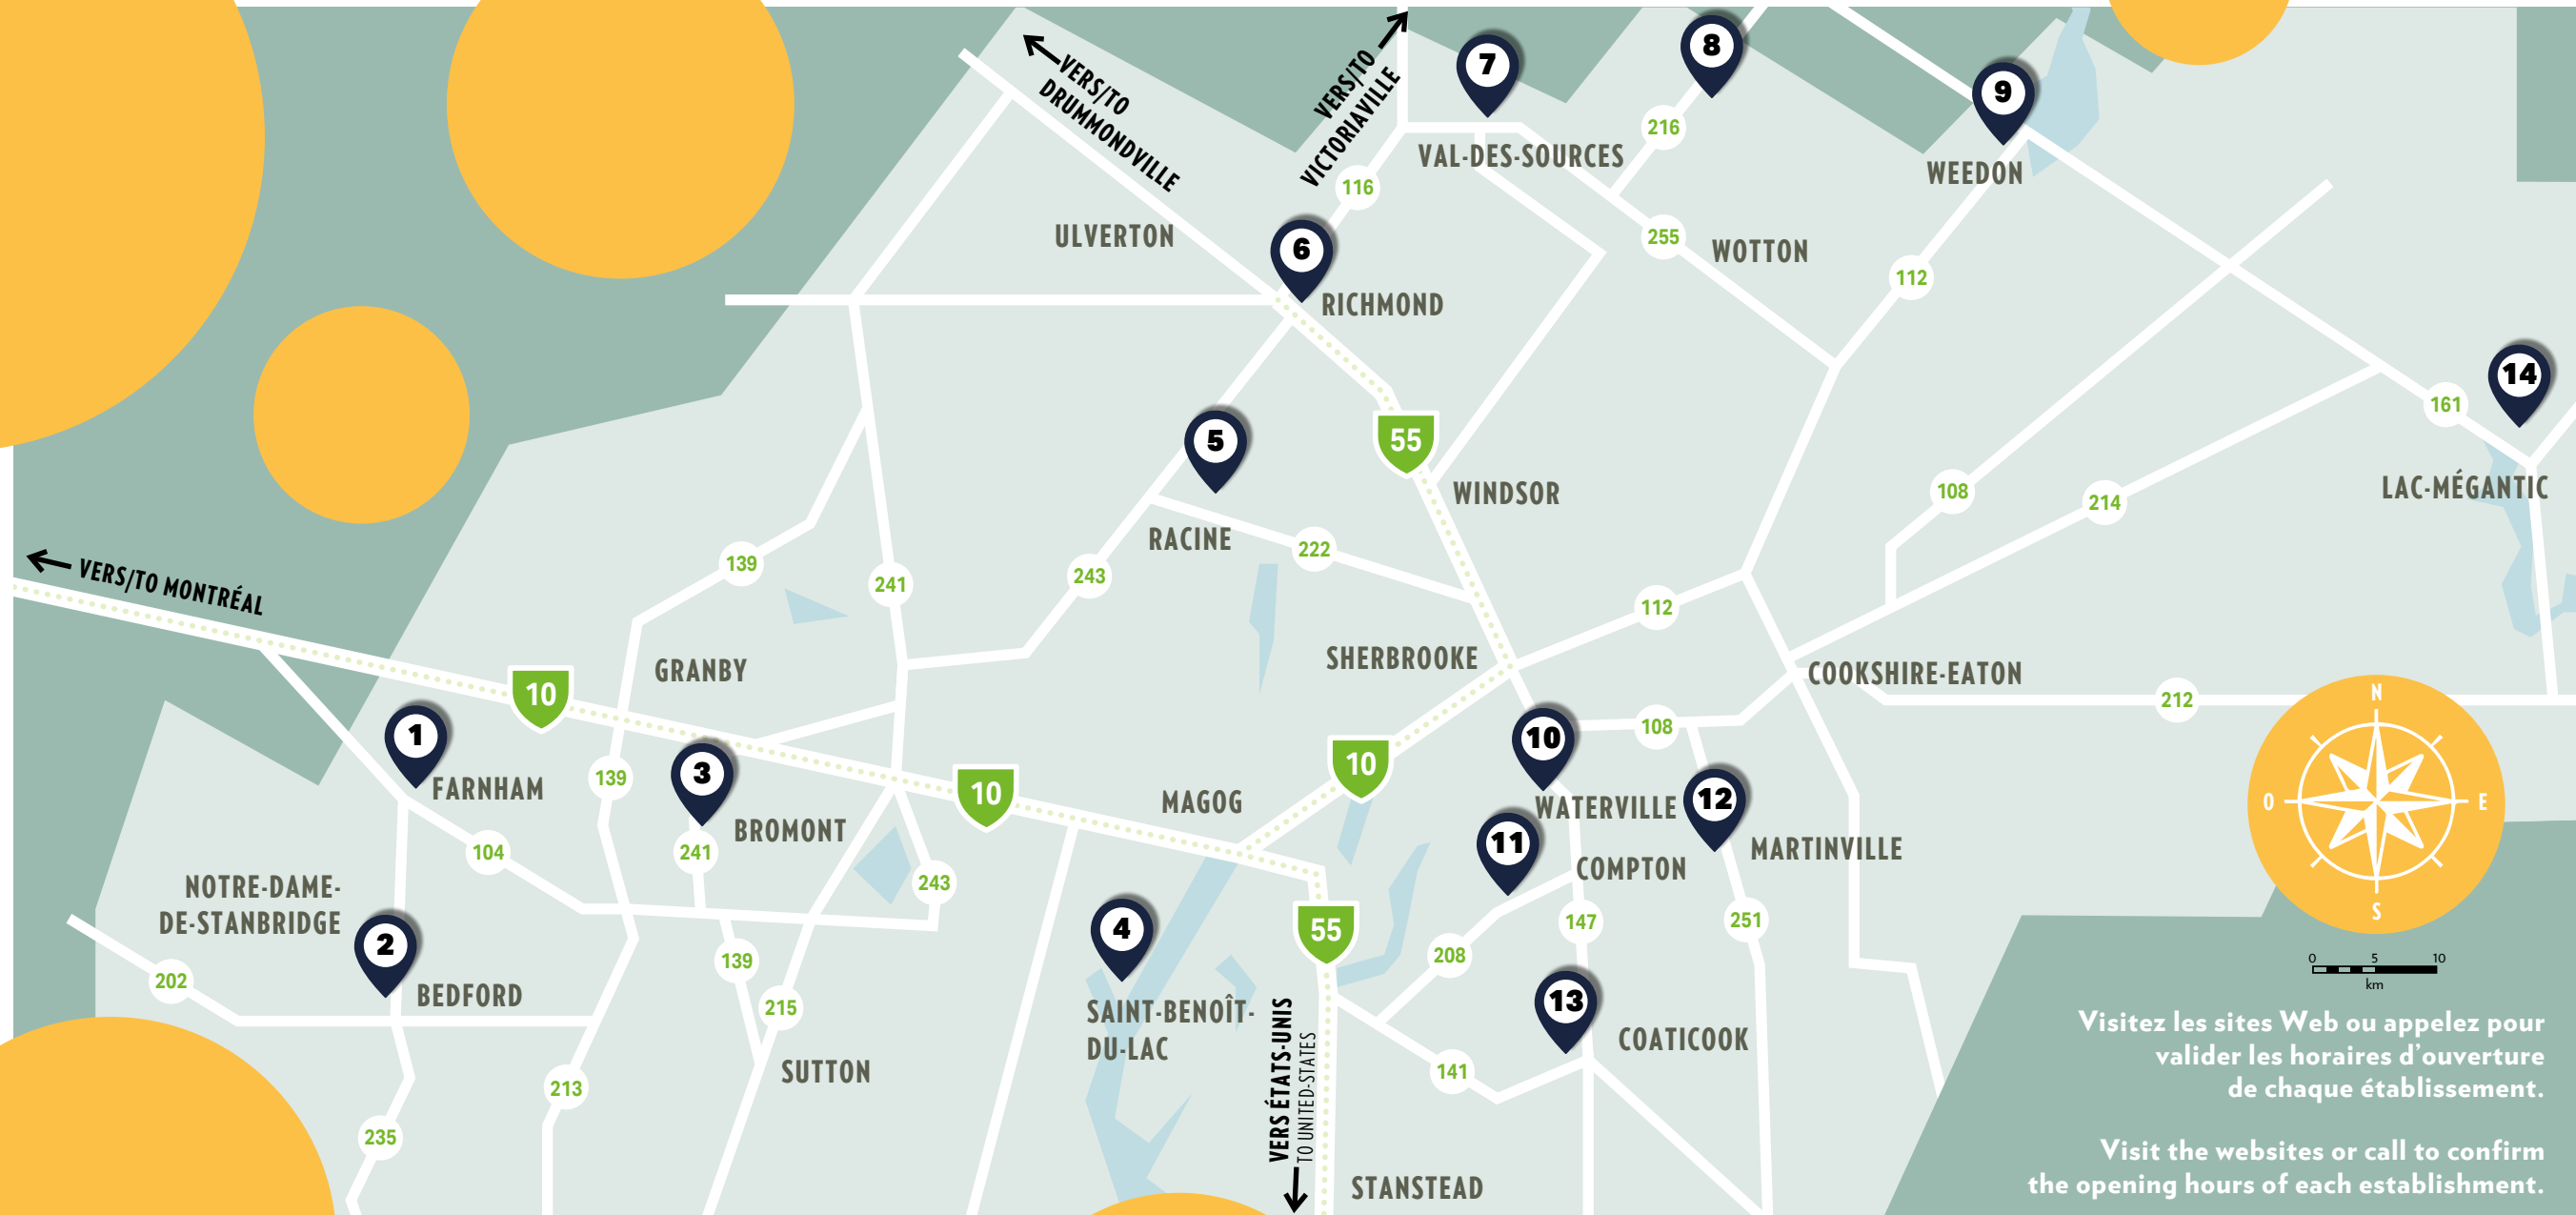 VERS/TO
DRUMMONDVILLE
VERS/TO
VICTORIAVILLE
7
8
9
216
VAL-DES-SOURCES
WEEDON
116
ULVERTON
6
255
WOTTON
112
RICHMOND
14
161
5
55
108
214
LAC-MÉGANTIC
WINDSOR
RACINE
222
139
241
243
VERS/TO MONTRÉAL
112
SHERBROOKE
GRANBY
COOKSHIRE-EATON
10
212
N
O
E
S
1
108
10
3
139
FARNHAM
10
10
MAGOG
WATERVILLE
12
BROMONT
11
MARTINVILLE
104
241
COMPTON
243
NOTRE-DAME-
DE-STANBRIDGE
4
55
147
251
2
208
139
202
BEDFORD
215
SAINT-BENOÎT-
DU-LAC
13
COATICOOK
SUTTON
141
213
235
VERS ÉTATS-UNIS
TO UNITED-STATES
STANSTEAD
0 5 10
km
Visitez les sites Web ou appelez pour
valider les horaires d'ouverture
de chaque établissement.
Visit the websites or call to confirm
the opening hours of each establishment.